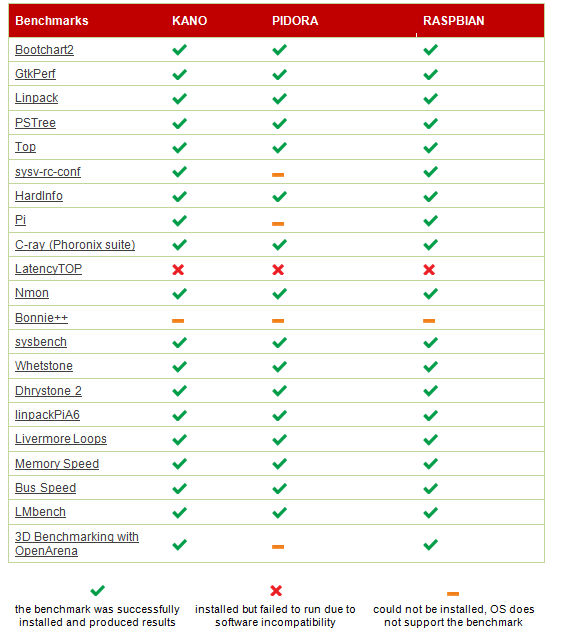 Benchmarks KANO PIDORA RASPBIAN
Bootchart2
GtkPerf
Linpack
PSTree
Top
sysv-rc-conf
HardInfo
Pi
C-ray (Phoronix suite)
LatencyTOP
Nmon
Bonnie++
sysbench
Whetstone
Dhrystone 2
linpackPiA6
Livermore Loops
Memory Speed
Bus Speed
LMbench
3D Benchmarking with
OpenArena
the benchmark was successfully
installed and produced results
installed but failed to run due to
software incompatibility
could not be installed, OS does
not support the benchmark